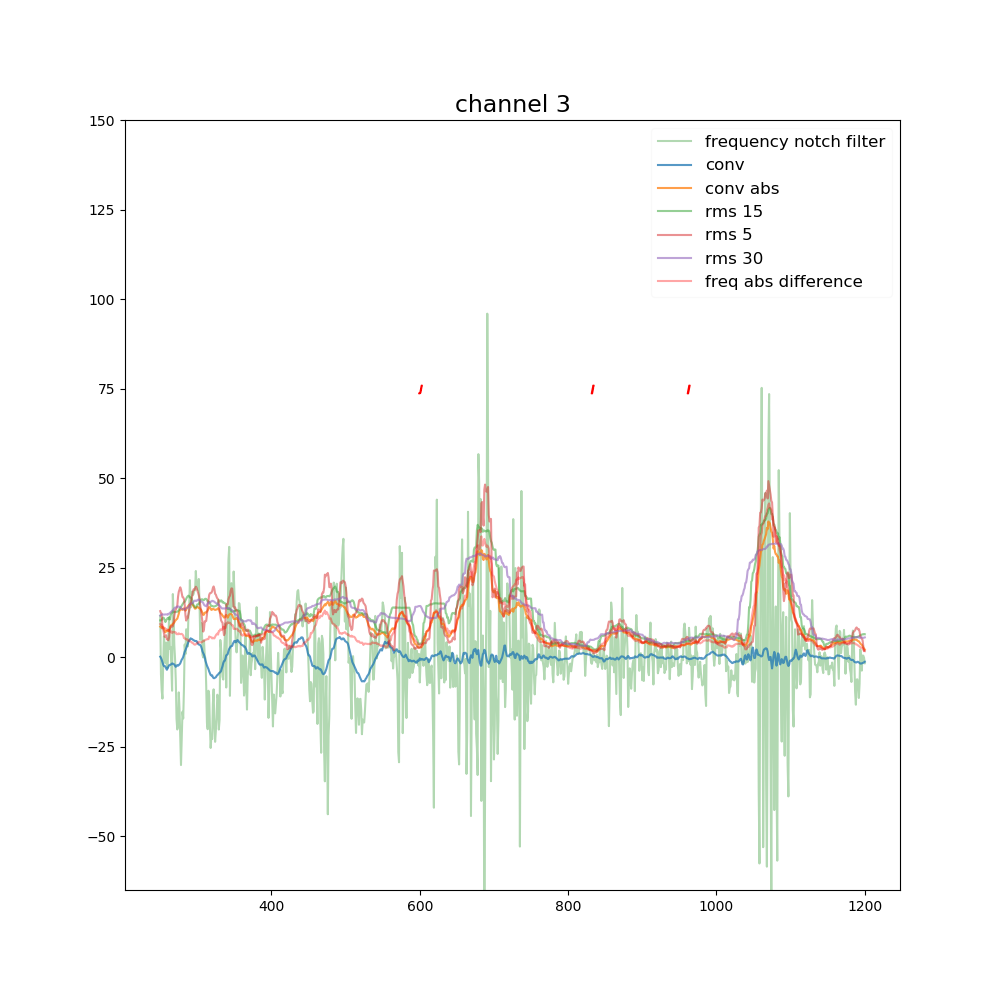 channel 3
150
125
100
75
50
25
0
−25
−50
400 600 800 1000 1200
frequency notch filter
conv
conv abs
rms 15
rms 5
rms 30
freq abs difference